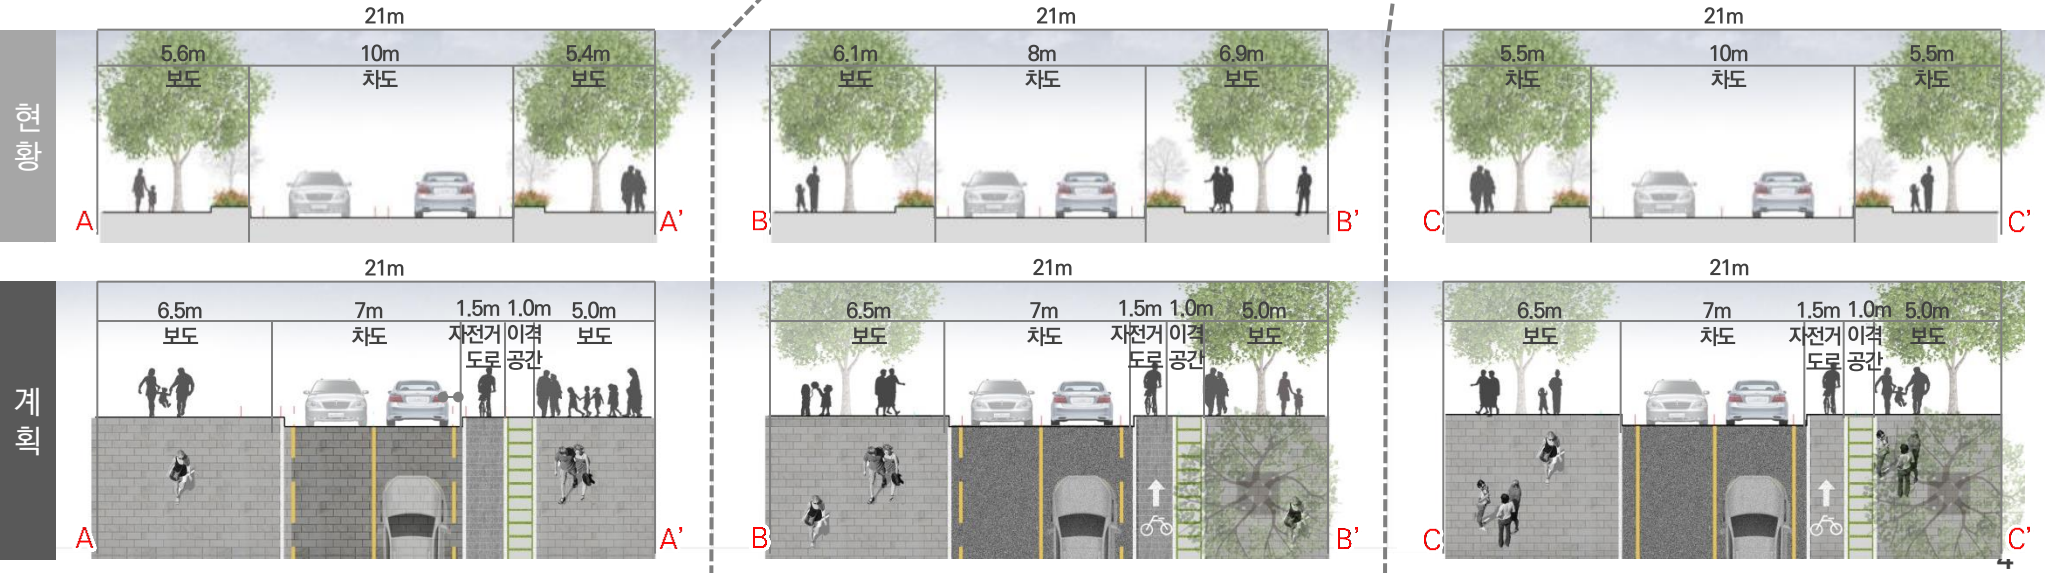 현황
21m
5.6m 10m 5.4m
보도 차도 보도
A A'
21m
6.1m 8m 6.9m
보도 차도 보도
B B'
21m
5.5m 10m 5.5m
차도 차도 차도
C C'
계획
21m
6.5m 7m 1.5m 1.0m 5.0m
보도 차도 자전거 이격 보도
도로 공간
A A'
21m
6.5m 7m 1.5m 1.0m 5.0m
보도 차도 자전거 이격 보도
도로 공간
B B'
21m
6.5m 7m 1.5m 1.0m 5.0m
보도 차도 자전거 이격 보도
도로 공간
C C'
4